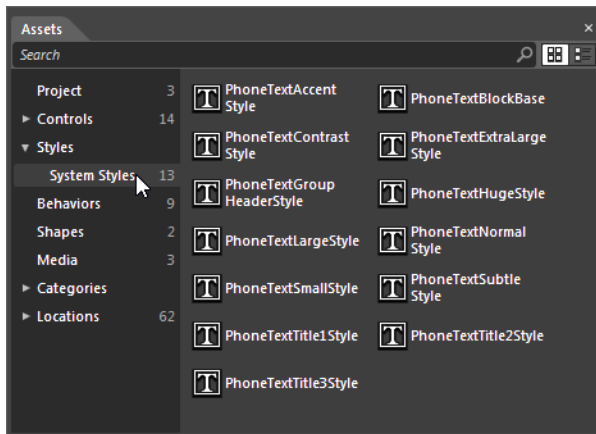 Assets
Search
Project 3
Controls 14
Styles
System Styles 13
Behaviors 9
Shapes 2
Media 3
Categories
Locations 62
PhoneTextAccent
Style
PhoneTextBlockBase
PhoneTextContrast
Style
PhoneTextExtraLarge
Style
PhoneTextGroup
HeaderStyle
PhoneTextHugeStyle
PhoneTextLargeStyle
PhoneTextNormal
Style
PhoneTextSmallStyle
PhoneTextSubtle
Style
PhoneTextTitle1Style
PhoneTextTitle2Style
PhoneTextTitle3Style